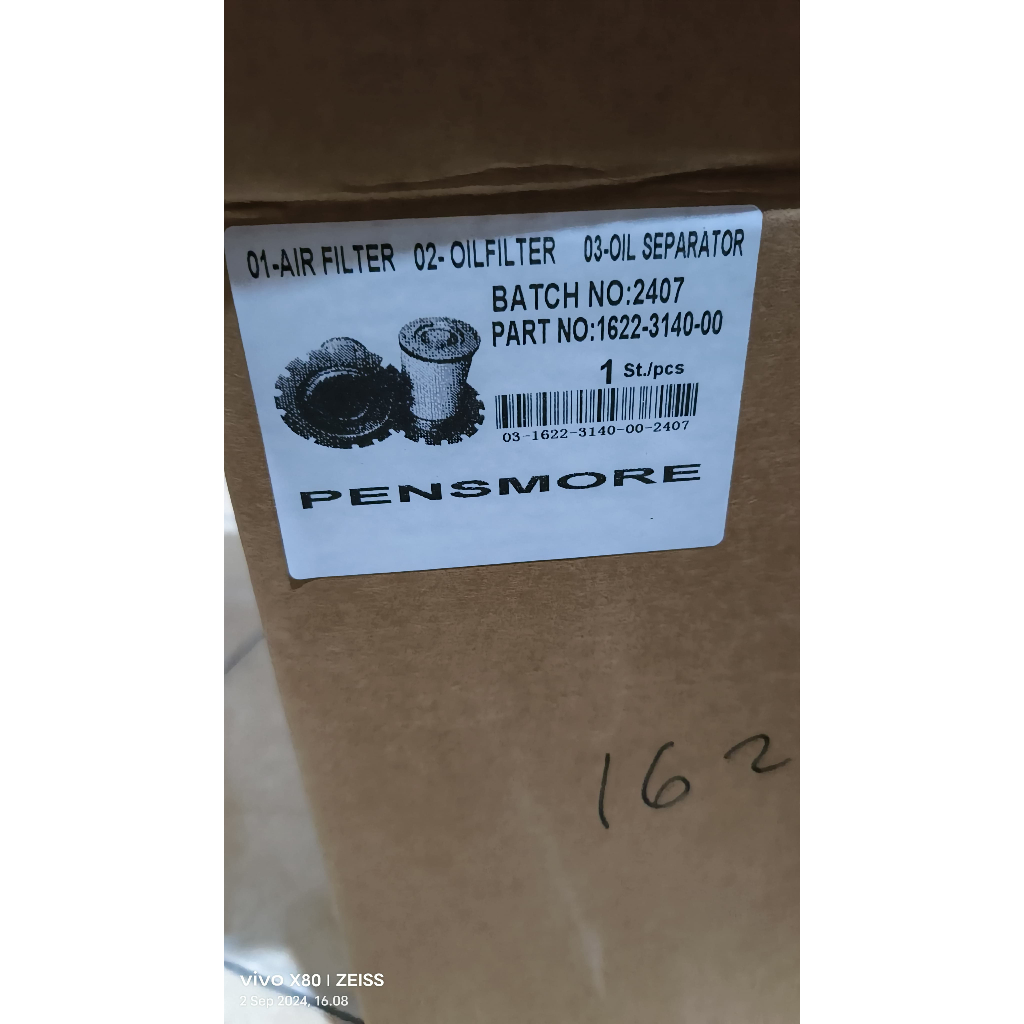 01-AIR FILTER 02- OILFILTER 03-OIL SEPARATOR
BATCH NO:2407
PART NO:1622-3140-00
1 St./pcs
03-1622-3140-00-2407
PENSMORE
162
vivo X80 | ZEISS
2 Sep 2024, 16.08